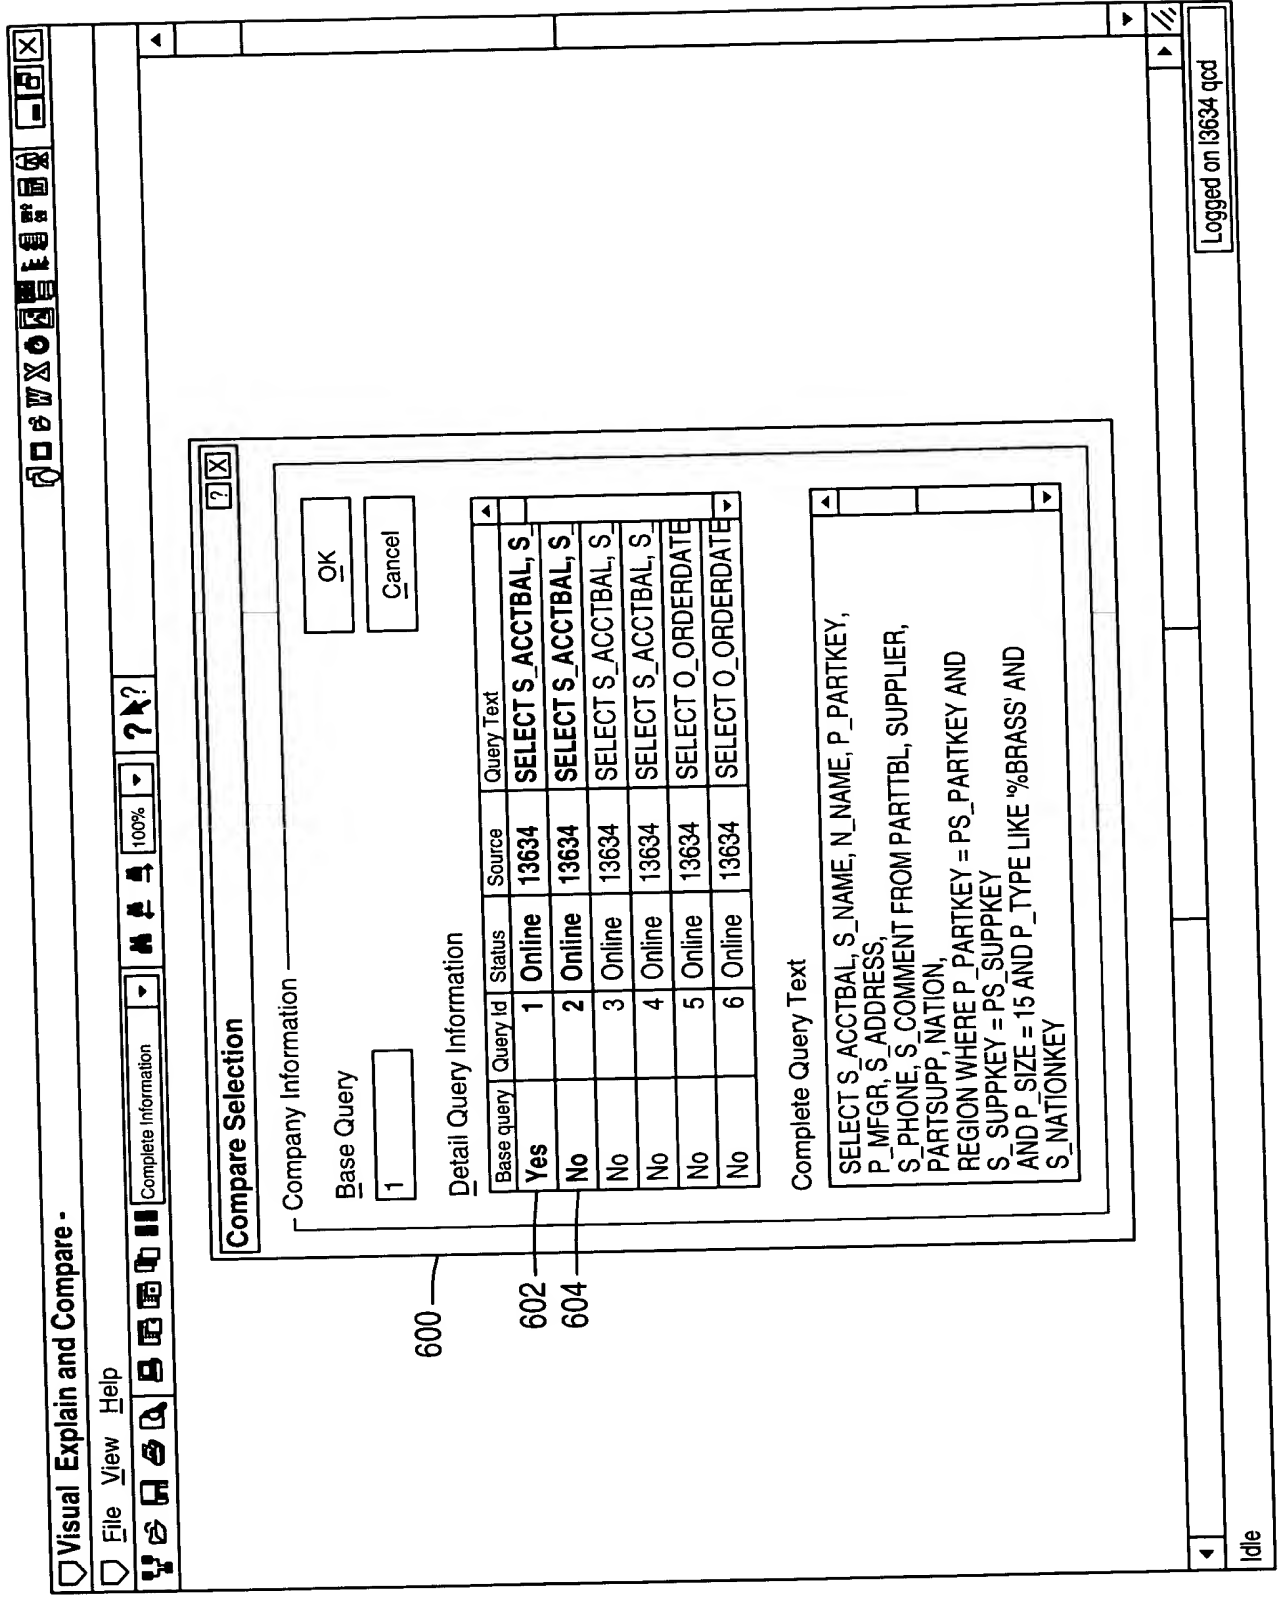 Visual Explain and Compare -
File View Help
Complete Information
100%
Compare Selection
Company Information
Base Query
1
OK
Cancel
Detail Query Information
Base query Query Id Status Source Query Text
Yes 1 Online 13634 SELECT S_ACCTBAL, S_
No 2 Online 13634 SELECT S_ACCTBAL, S_
No 3 Online 13634 SELECT S_ACCTBAL, S_
No 4 Online 13634 SELECT S_ACCTBAL, S_
No 5 Online 13634 SELECT O_ORDERDATE
No 6 Online 13634 SELECT O_ORDERDATE
Complete Query Text
SELECT S_ACCTBAL, S_NAME, N_NAME, P_PARTKEY,
P_MFGR, S_ADDRESS,
S_PHONE, S_COMMENT FROM PARTTBL, SUPPLIER,
PARTSUPP, NATION,
REGION WHERE P_PARTKEY = PS_PARTKEY AND
S_SUPPKEY = PS_SUPPKEY
AND P_SIZE = 15 AND P_TYPE LIKE '%BRASS' AND
S_NATIONKEY
600
602
604
Idle
Logged on l3634 qcd